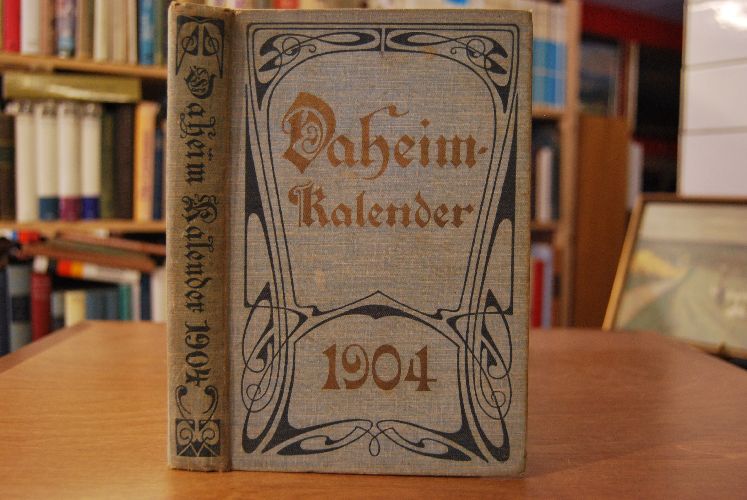 Daheim-
Kalender
1904
Daheim Kalender 1904